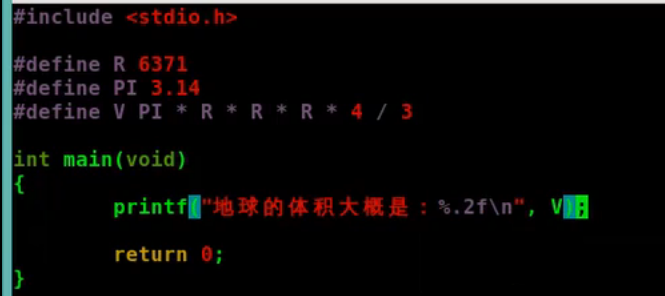 #include <stdio.h>
#define R 6371
#define PI 3.14
#define V PI * R * R * R * 4 / 3
int main(void)
{
printf("地球的体积大概是：%.2f\n", V);
return 0;
}